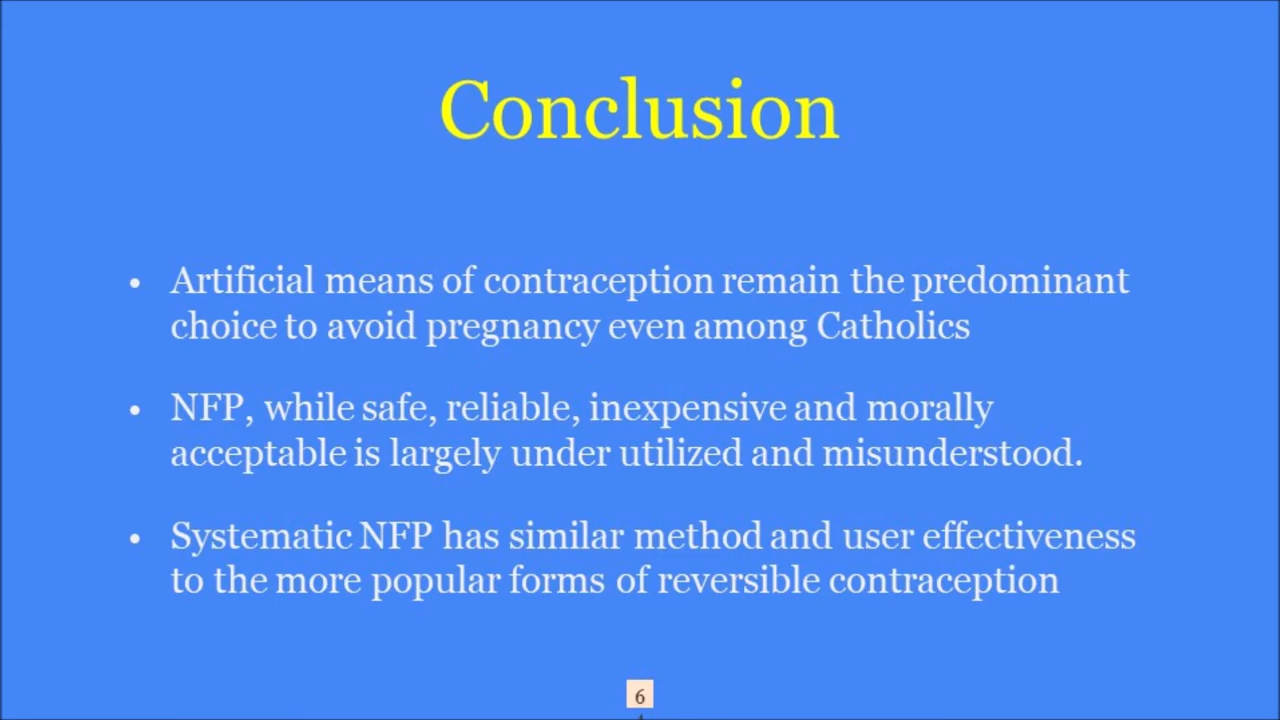 Conclusion
• Artificial means of contraception remain the predominant
choice to avoid pregnancy even among Catholics
• NFP, while safe, reliable, inexpensive and morally
acceptable is largely under utilized and misunderstood.
• Systematic NFP has similar method and user effectiveness
to the more popular forms of reversible contraception
6